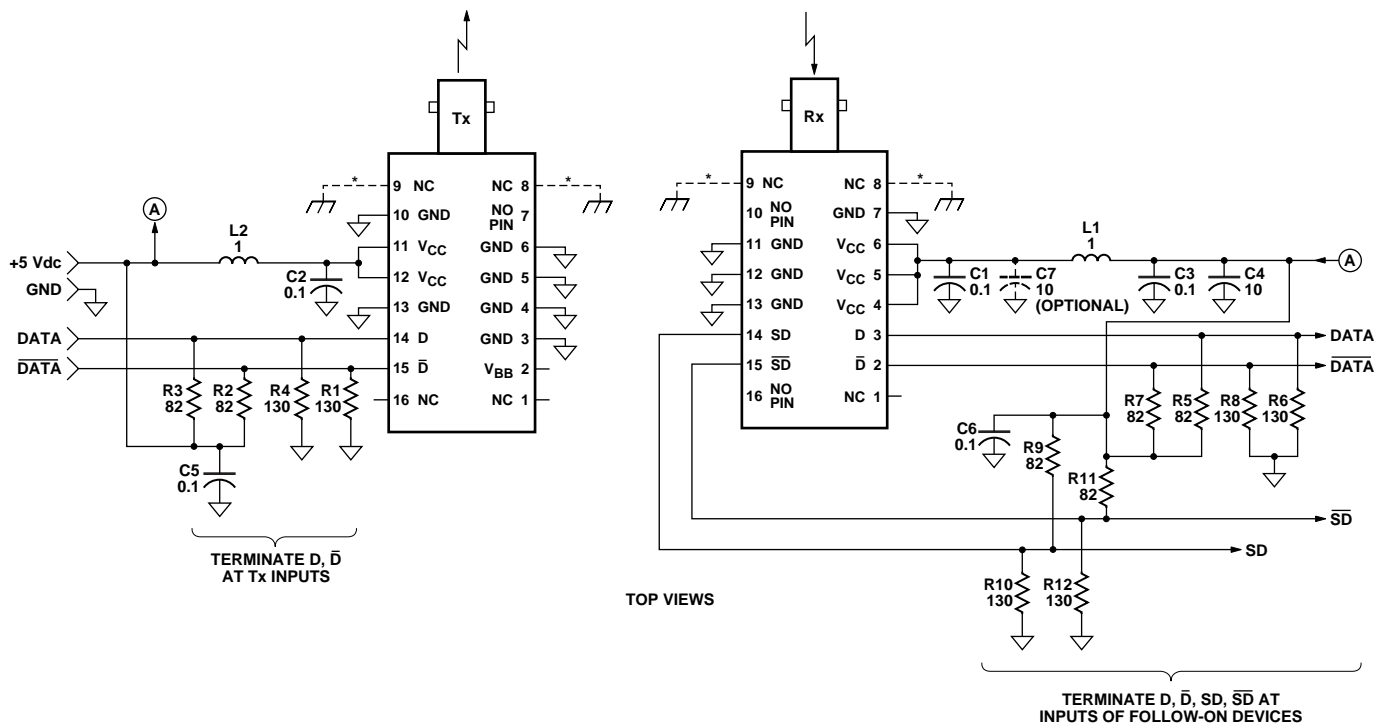 Tx
Rx
*
9 NC
NC 8
*
10 GND
NO PIN 7
A
11 VCC
GND 6
L2
1
+5 Vdc
C2
0.1
12 VCC
GND 5
GND
13 GND
GND 4
DATA
14 D
GND 3
D̅A̅T̅A̅
15 D̅
VBB 2
R3
82
R2
82
R4
130
R1
130
16 NC
NC 1
C5
0.1
TERMINATE D, D̅
AT Tx INPUTS
*
9 NC
NC 8
*
10 NO PIN
GND 7
11 GND
VCC 6
L1
1
A
12 GND
VCC 5
C1
0.1
C7
10
(OPTIONAL)
C3
0.1
C4
10
13 GND
VCC 4
14 SD
D 3
DATA
15 S̅D̅
D̅ 2
D̅A̅T̅A̅
16 NO PIN
NC 1
R7
82
R5
82
R8
130
R6
130
C6
0.1
R9
82
R11
82
S̅D̅
SD
R10
130
R12
130
TOP VIEWS
TERMINATE D, D̅, SD, S̅D̅ AT
INPUTS OF FOLLOW-ON DEVICES